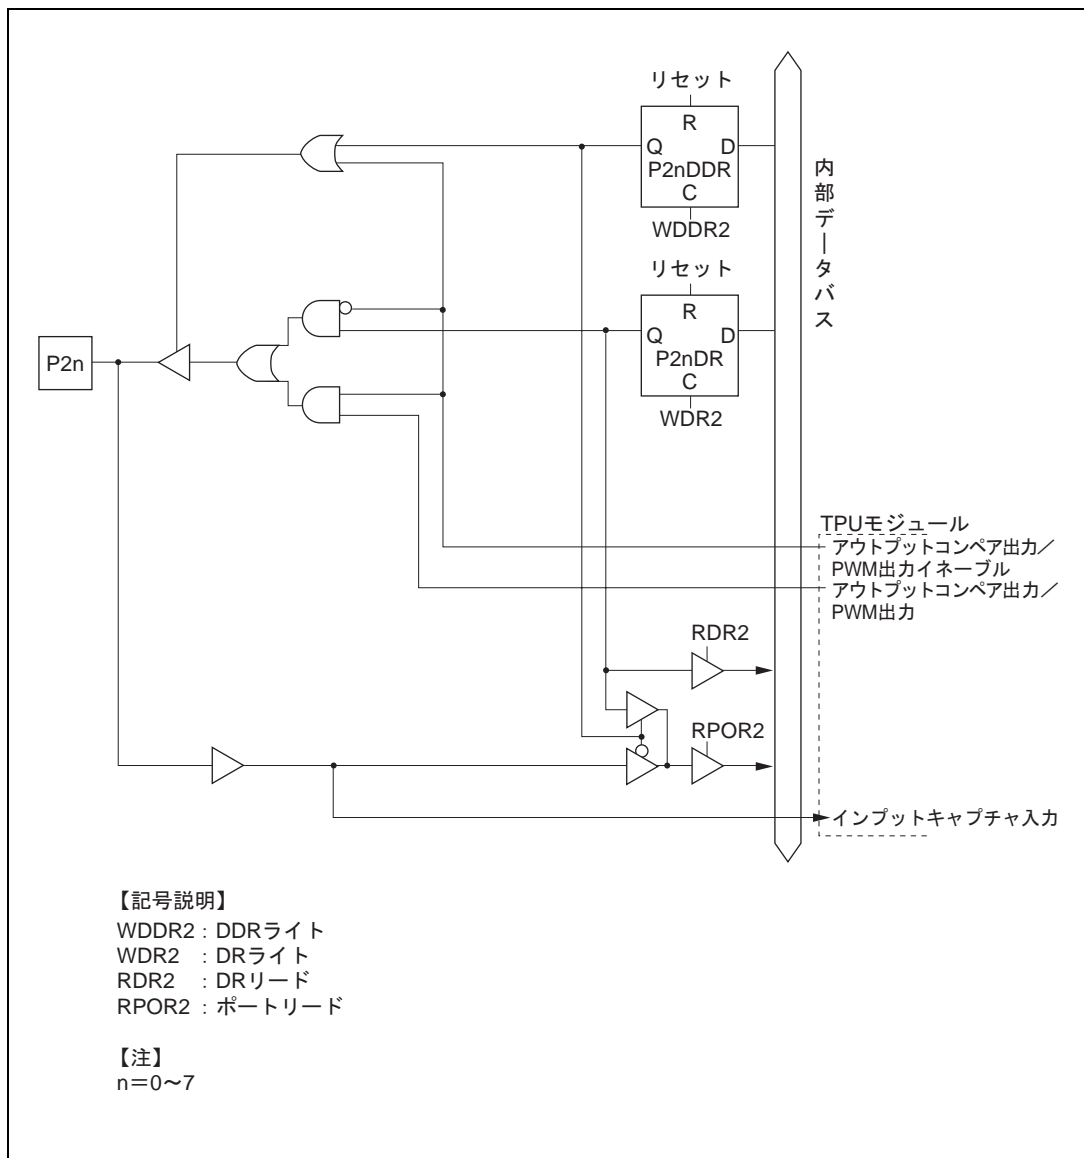 リセット
R
Q D
P2nDDR
C
WDDR2
内部データバス
リセット
R
Q D
P2nDR
C
WDR2
P2n
TPUモジュール
アウトプットコンペア出力／
PWM出力イネーブル
アウトプットコンペア出力／
PWM出力
RDR2
RPOR2
インプットキャプチャ入力
【記号説明】
WDDR2 : DDRライト
WDR2 : DRライト
RDR2 : DRリード
RPOR2 : ポートリード
【注】
n＝0〜7